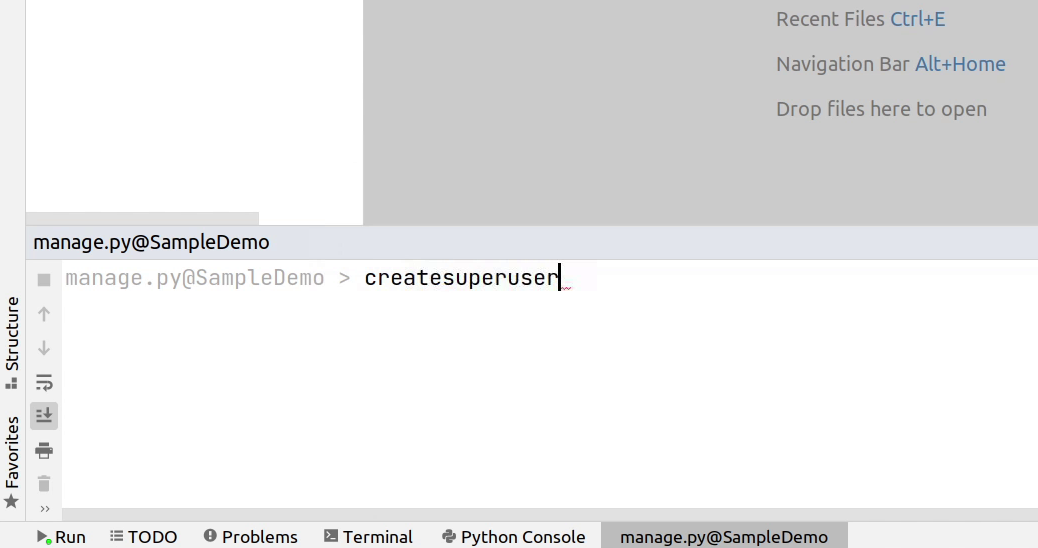 Recent Files Ctrl+E
Navigation Bar Alt+Home
Drop files here to open
manage.py@SampleDemo
manage.py@SampleDemo > createsuperuser
Structure
Favorites
Run TODO Problems Terminal Python Console manage.py@SampleDemo